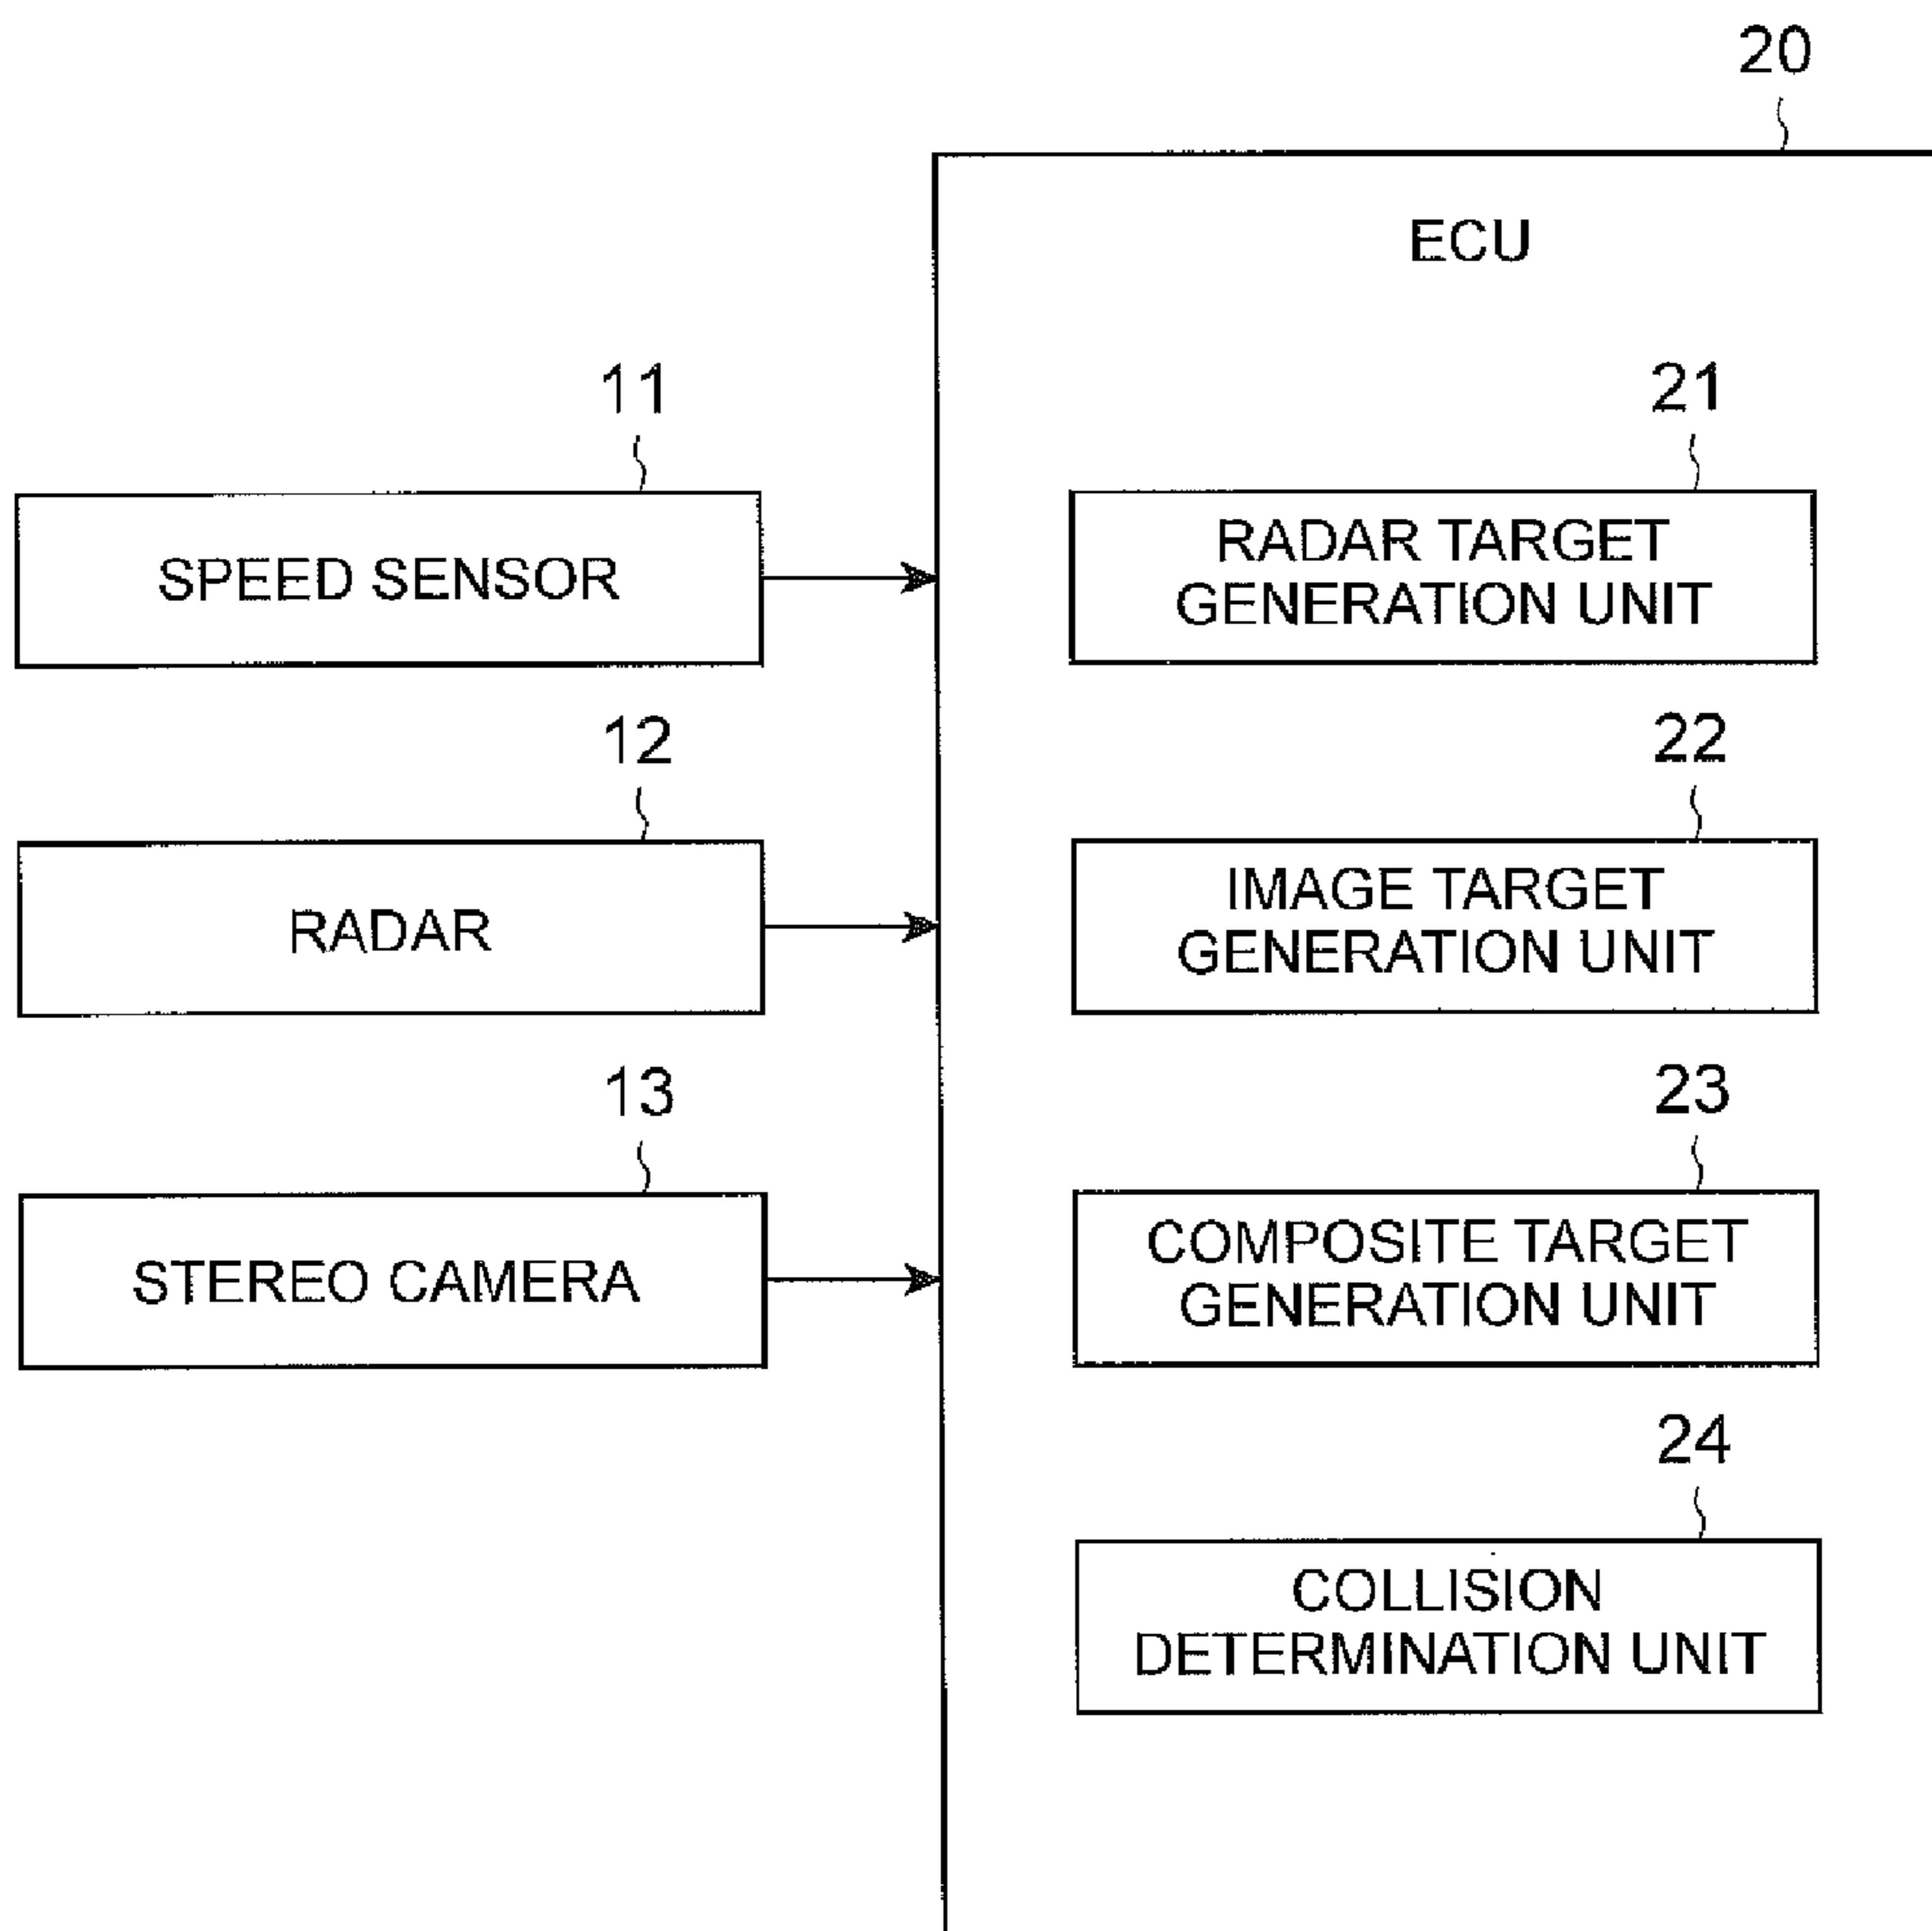 20
ECU
11
SPEED SENSOR
21
RADAR TARGET
GENERATION UNIT
12
RADAR
22
IMAGE TARGET
GENERATION UNIT
13
STEREO CAMERA
23
COMPOSITE TARGET
GENERATION UNIT
24
COLLISION
DETERMINATION UNIT